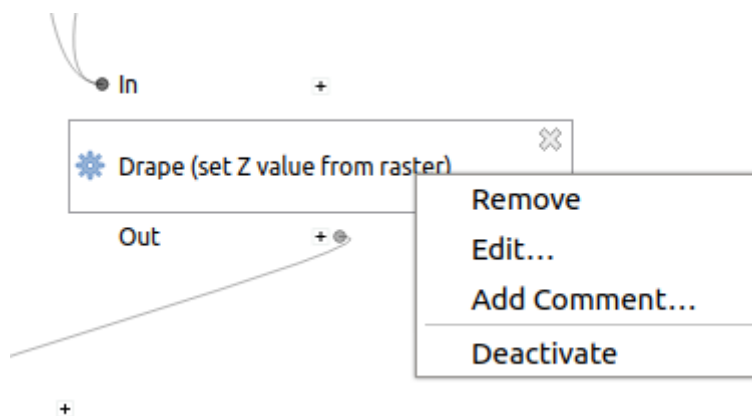 In
+
Drape (set Z value from raster)
Remove
Out
+
Edit...
Add Comment...
Deactivate
+